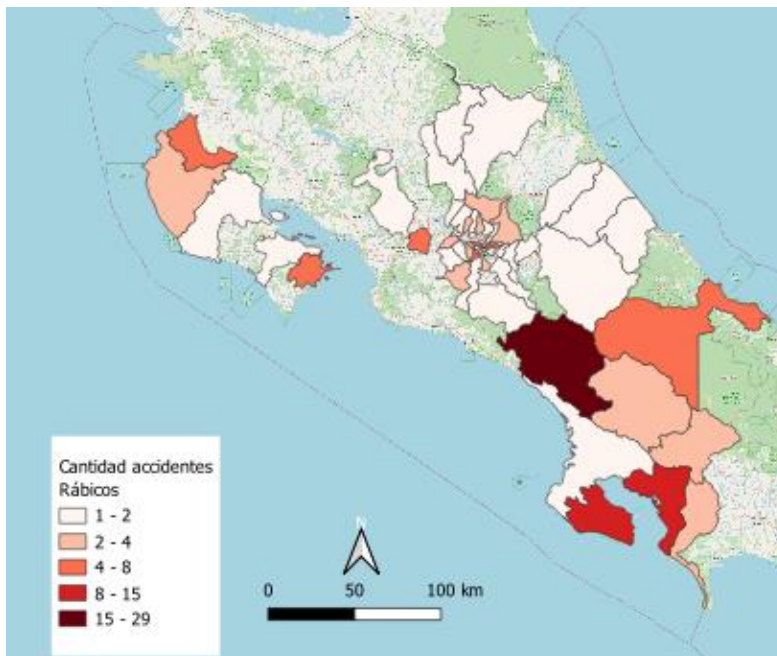 Cantidad accidentes
Rábicos
1 - 2
2 - 4
4 - 8
8 - 15
15 - 29
N
0 50 100 km